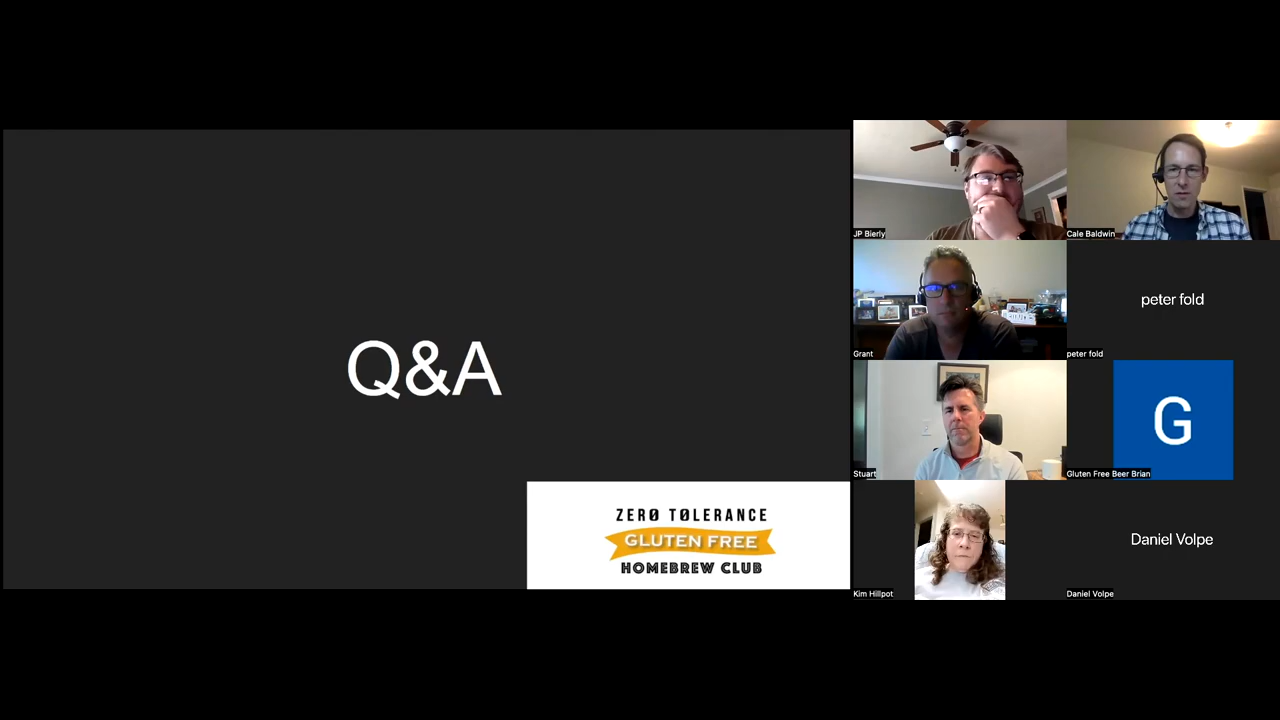 Q&A
ZERØ TØLERANCE
GLUTEN FREE
HOMEBREW CLUB
JP Bierly
Cale Baldwin
Grant
peter fold
peter fold
Stuart
G
Gluten Free Beer Brian
Kim Hillpot
Daniel Volpe
Daniel Volpe